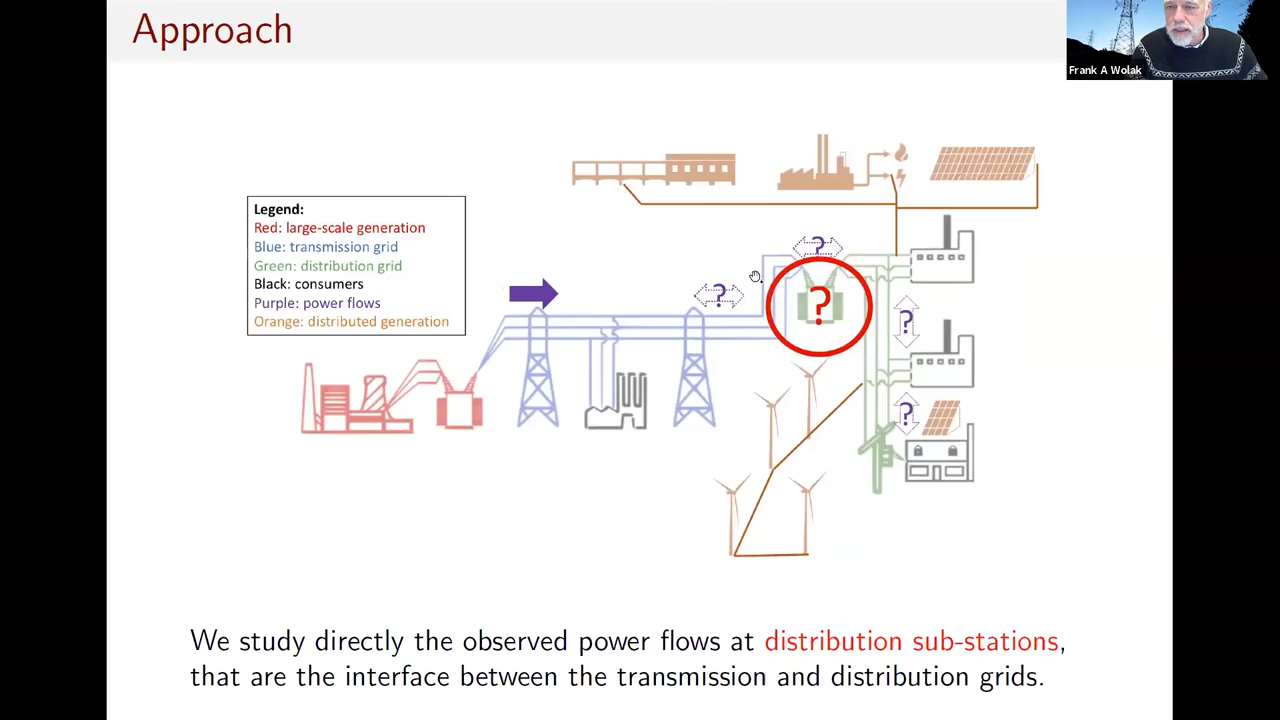 Approach
Frank A Wolak
Legend:
Red: large-scale generation
Blue: transmission grid
Green: distribution grid
Black: consumers
Purple: power flows
Orange: distributed generation
?
?
?
?
?
We study directly the observed power flows at distribution sub-stations,
that are the interface between the transmission and distribution grids.